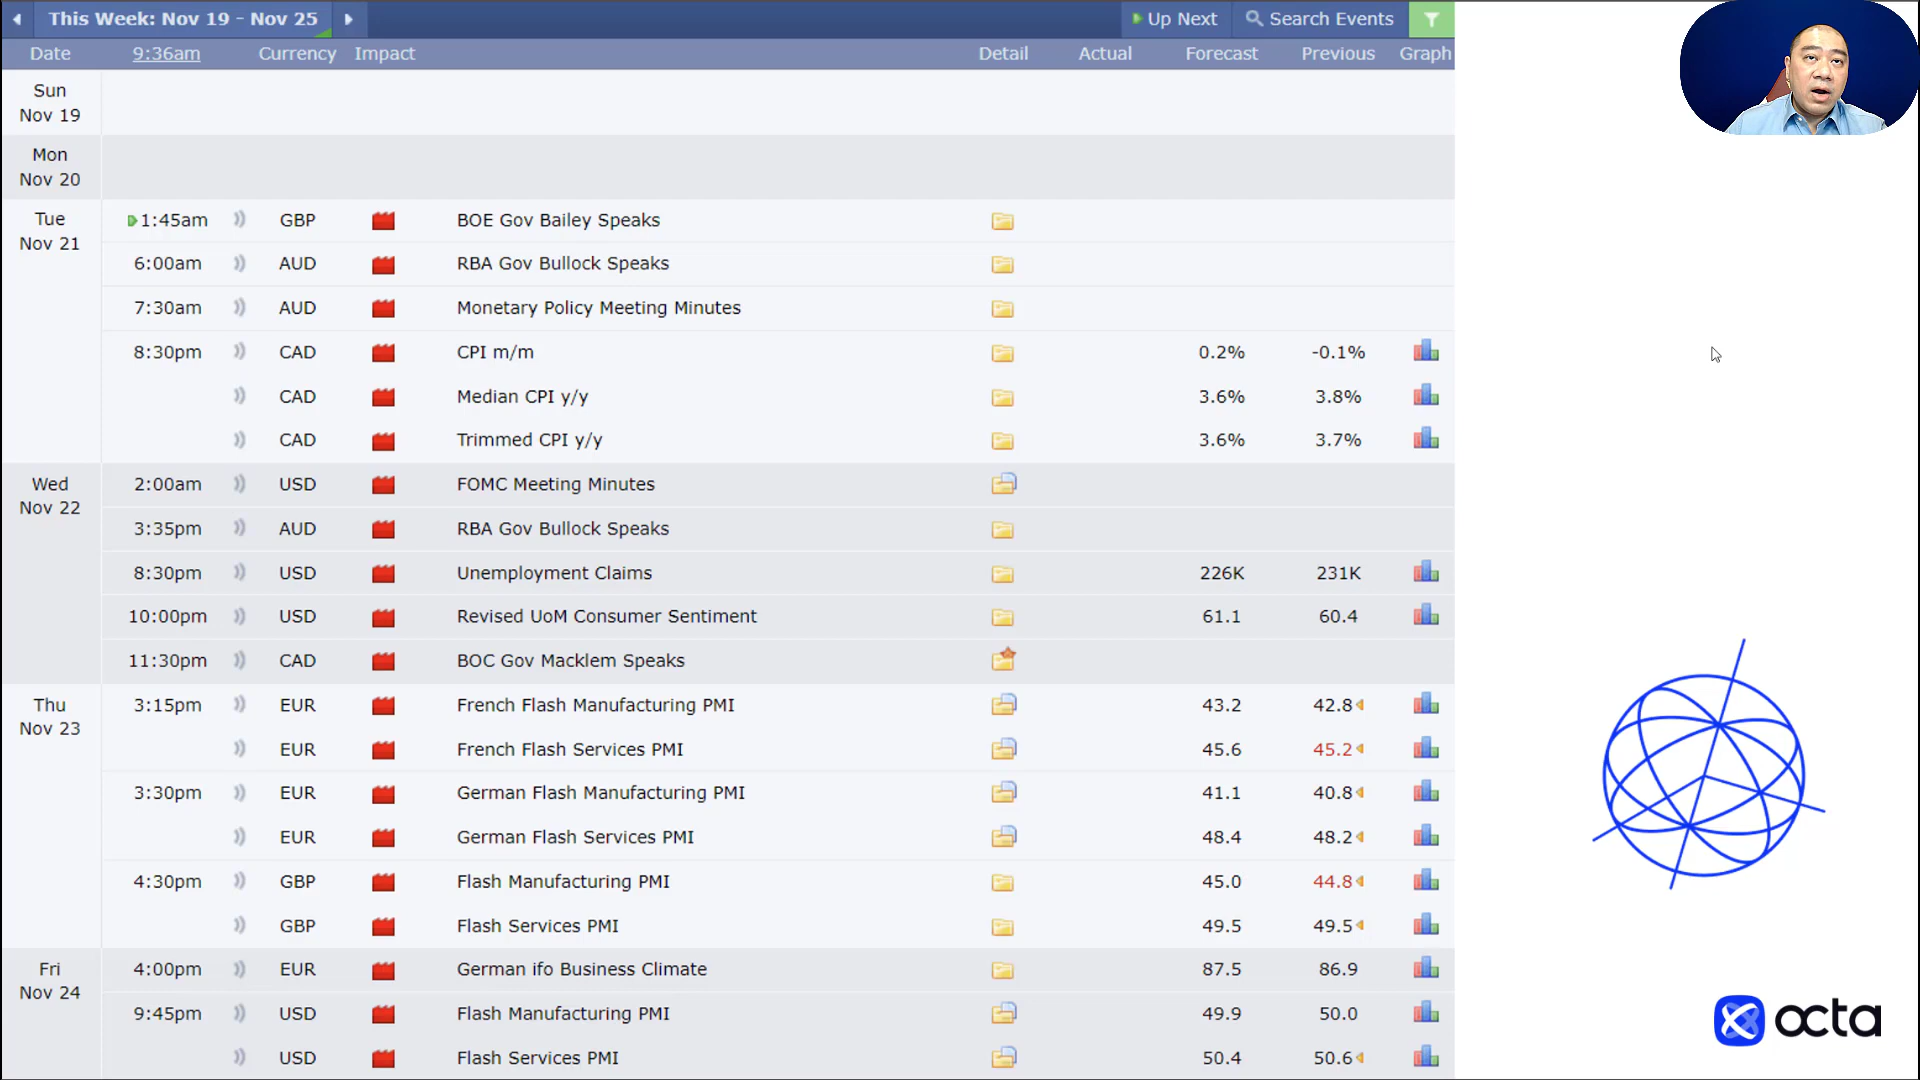 This Week: Nov 19 - Nov 25 Up Next Search Events
Date 9:36am Currency Impact Detail Actual Forecast Previous Graph
Sun
Nov 19
Mon
Nov 20
Tue
Nov 21
1:45am GBP BOE Gov Bailey Speaks
6:00am AUD RBA Gov Bullock Speaks
7:30am AUD Monetary Policy Meeting Minutes
8:30pm CAD CPI m/m 0.2% -0.1%
CAD Median CPI y/y 3.6% 3.8%
CAD Trimmed CPI y/y 3.6% 3.7%
Wed
Nov 22
2:00am USD FOMC Meeting Minutes
3:35pm AUD RBA Gov Bullock Speaks
8:30pm USD Unemployment Claims 226K 231K
10:00pm USD Revised UoM Consumer Sentiment 61.1 60.4
11:30pm CAD BOC Gov Macklem Speaks
Thu
Nov 23
3:15pm EUR French Flash Manufacturing PMI 43.2 42.8
EUR French Flash Services PMI 45.6 45.2
3:30pm EUR German Flash Manufacturing PMI 41.1 40.8
EUR German Flash Services PMI 48.4 48.2
4:30pm GBP Flash Manufacturing PMI 45.0 44.8
GBP Flash Services PMI 49.5 49.5
Fri
Nov 24
4:00pm EUR German ifo Business Climate 87.5 86.9
9:45pm USD Flash Manufacturing PMI 49.9 50.0
USD Flash Services PMI 50.4 50.6
octa